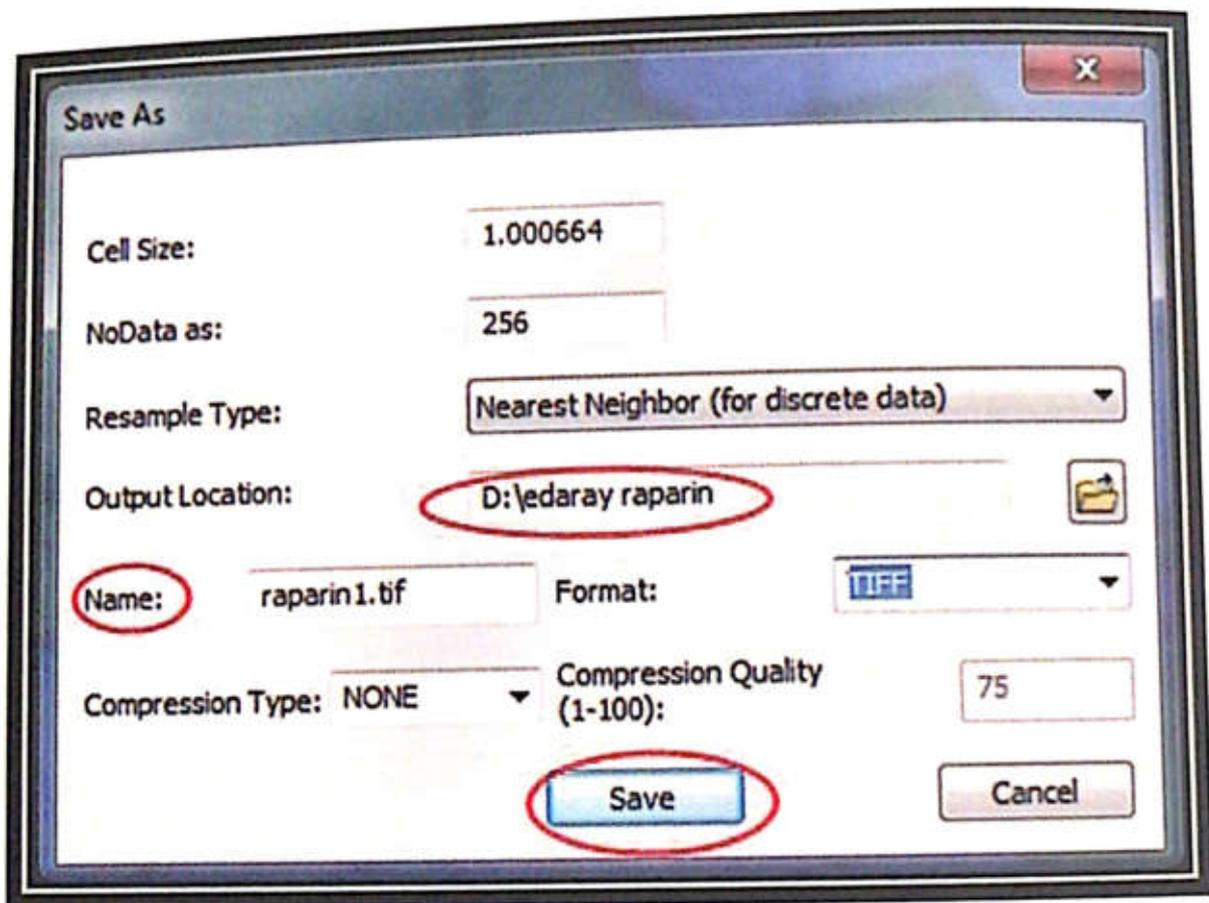 Save As
Cell Size: 1.000664
NoData as: 256
Resample Type: Nearest Neighbor (for discrete data)
Output Location: D:\edaray raparin
Name: raparin1.tif Format: TIFF
Compression Type: NONE Compression Quality (1-100): 75
Save Cancel